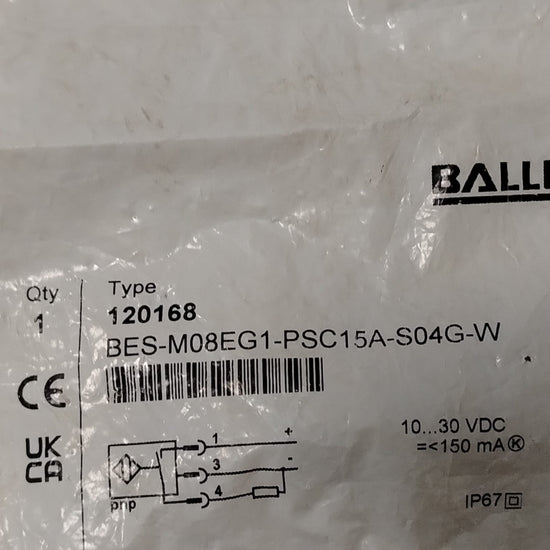 BALL
Qty Type
1 120168
BES-M08EG1-PSC15A-S04G-W
CE
UK
CA
1 +
3 -
4
pnp
10...30 VDC
=<150 mA K
IP67